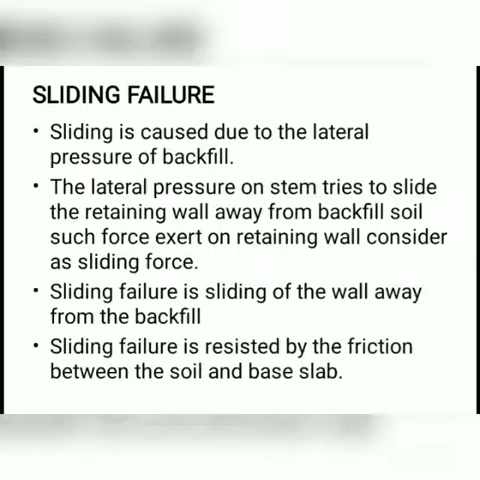 SLIDING FAILURE
• Sliding is caused due to the lateral
pressure of backfill.
• The lateral pressure on stem tries to slide
the retaining wall away from backfill soil
such force exert on retaining wall consider
as sliding force.
• Sliding failure is sliding of the wall away
from the backfill
• Sliding failure is resisted by the friction
between the soil and base slab.